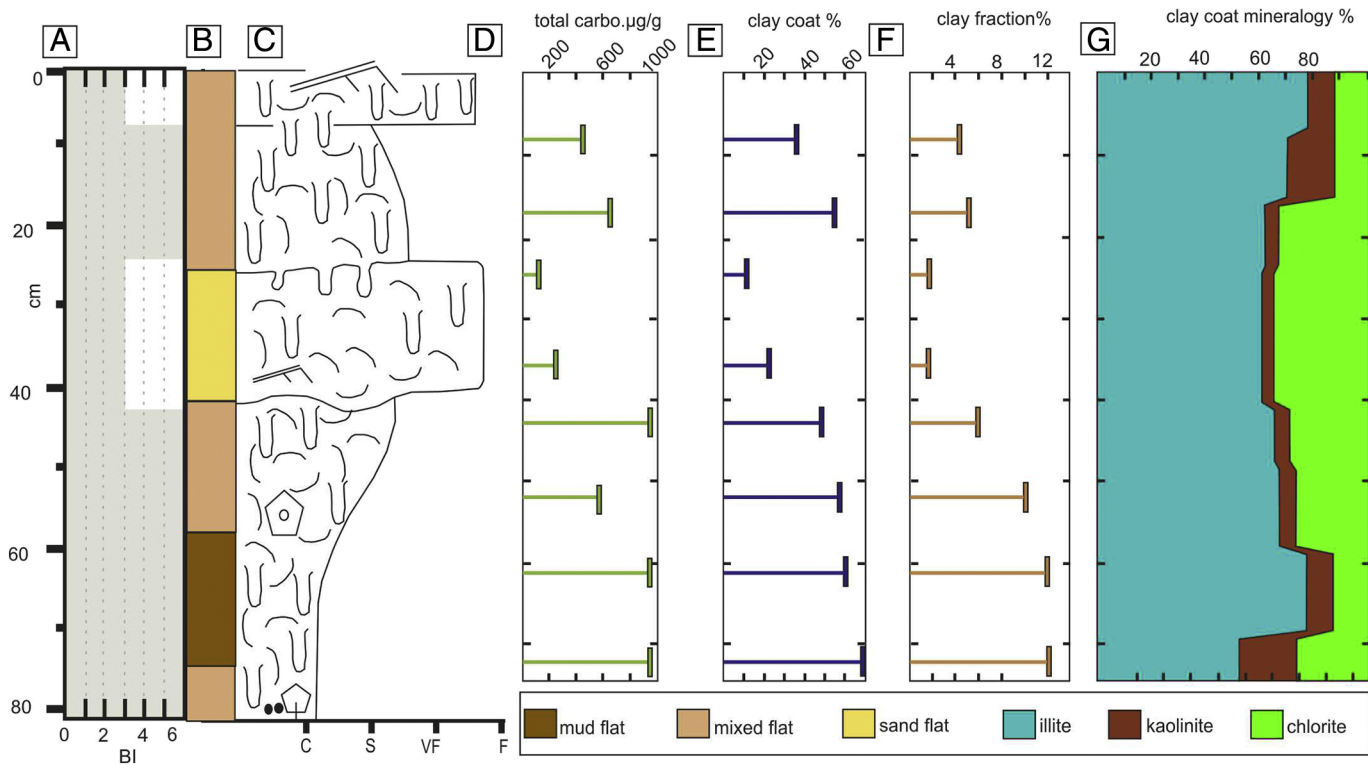 total carbo.µg/g
clay coat %
clay fraction%
clay coat mineralogy %
A
B
C
D
E
F
G
200
600
1000
20
40
60
4
8
12
20
40
60
80
0
20
cm
40
60
80
0
2
4
6
BI
C
S
VF
F
mud flat
mixed flat
sand flat
illite
kaolinite
chlorite